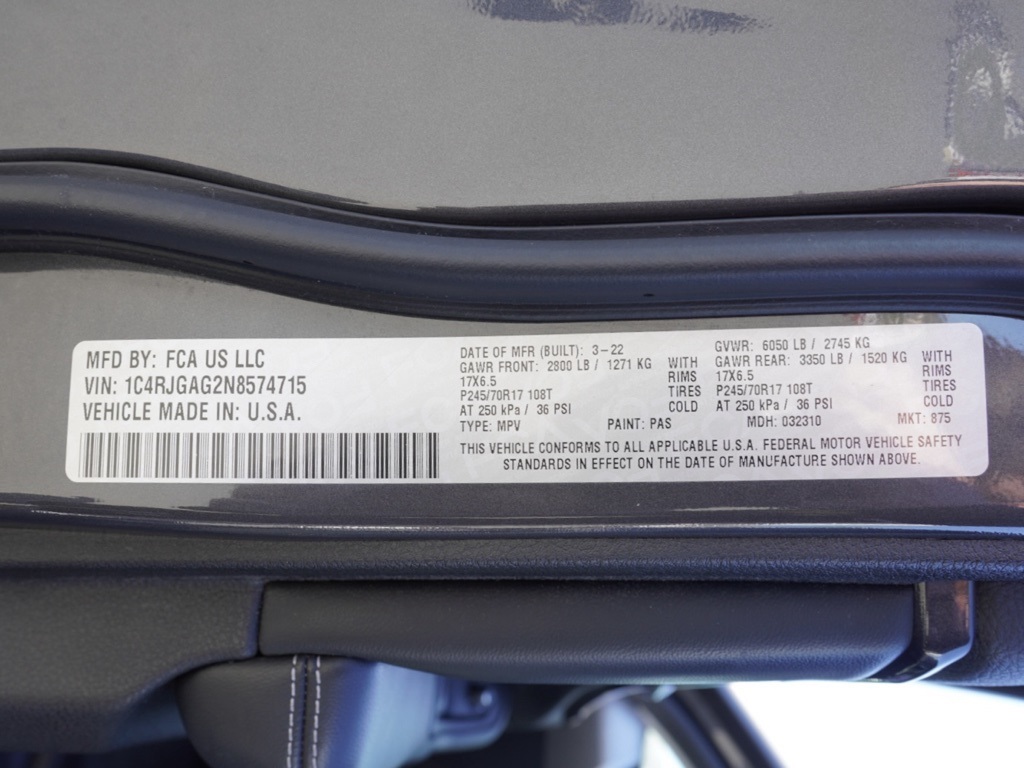 MFD BY: FCA US LLC
VIN: 1C4RJGAG2N8574715
VEHICLE MADE IN: U.S.A.
DATE OF MFR (BUILT): 3-22 GVWR: 6050 LB / 2745 KG
GAWR FRONT: 2800 LB / 1271 KG WITH GAWR REAR: 3350 LB / 1520 KG WITH
17X6.5 RIMS 17X6.5 RIMS
P245/70R17 108T TIRES P245/70R17 108T TIRES
AT 250 kPa / 36 PSI COLD AT 250 kPa / 36 PSI COLD
TYPE: MPV PAINT: PAS MDH: 032310 MKT: 875
THIS VEHICLE CONFORMS TO ALL APPLICABLE U.S.A. FEDERAL MOTOR VEHICLE SAFETY
STANDARDS IN EFFECT ON THE DATE OF MANUFACTURE SHOWN ABOVE.